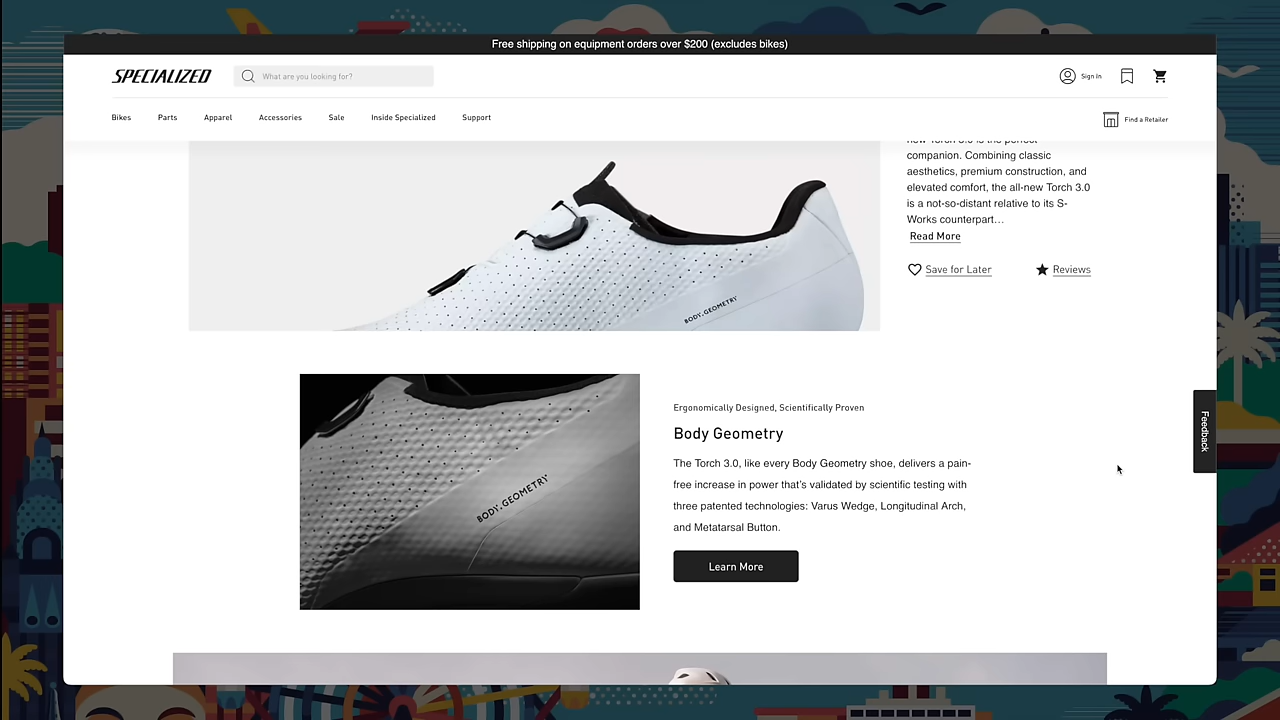 Free shipping on equipment orders over $200 (excludes bikes)
SPECIALIZED
What are you looking for?
Sign In
Bikes
Parts
Apparel
Accessories
Sale
Inside Specialized
Support
Find a Retailer
new Torch 3.0 is the perfect
companion. Combining classic
aesthetics, premium construction, and
elevated comfort, the all-new Torch 3.0
is a not-so-distant relative to its S-
Works counterpart…
Read More
Save for Later
Reviews
BODY.GEOMETRY
BODY.GEOMETRY
Ergonomically Designed, Scientifically Proven
Body Geometry
The Torch 3.0, like every Body Geometry shoe, delivers a pain-
free increase in power that’s validated by scientific testing with
three patented technologies: Varus Wedge, Longitudinal Arch,
and Metatarsal Button.
Learn More
Feedback